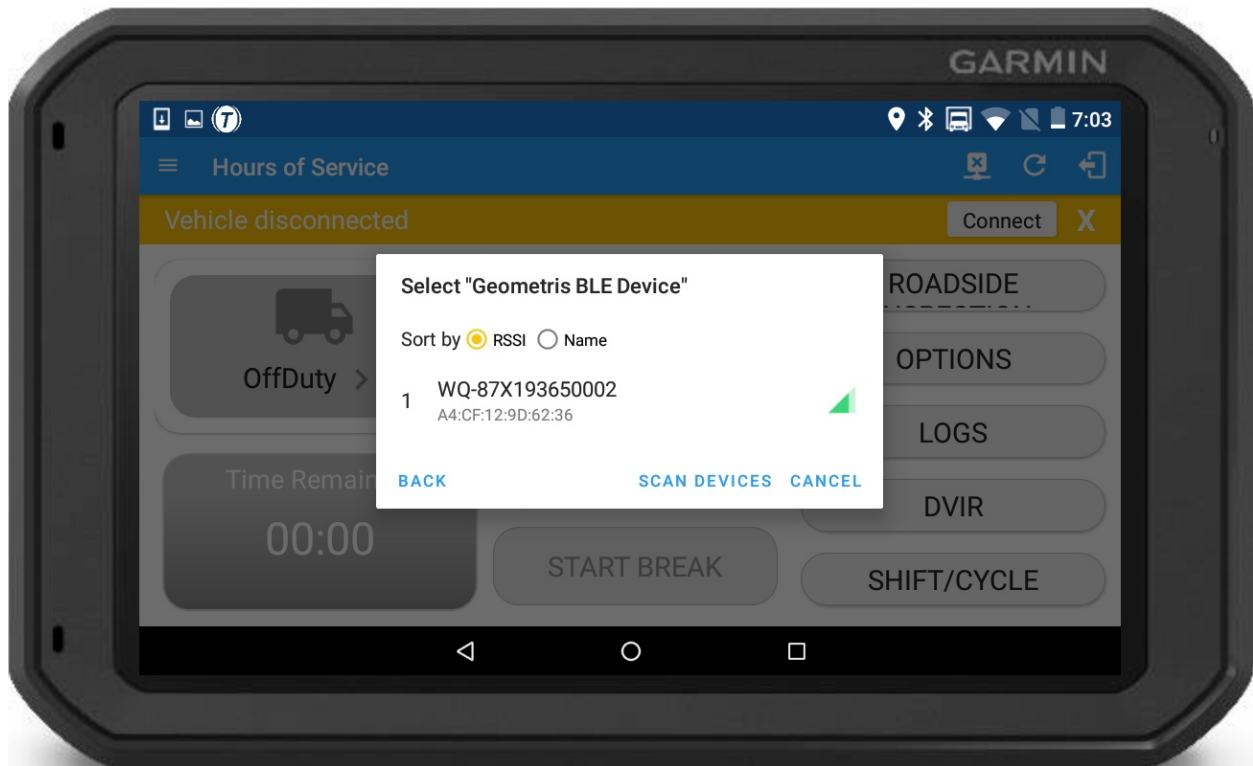 GARMIN
T
7:03
Hours of Service
Vehicle disconnected
Connect
X
Select "Geometris BLE Device"
Sort by RSSI Name
1
WQ-87X193650002
A4:CF:12:9D:62:36
BACK
SCAN DEVICES
CANCEL
OffDuty >
Time Remain
00:00
START BREAK
ROADSIDE
OPTIONS
LOGS
DVIR
SHIFT/CYCLE